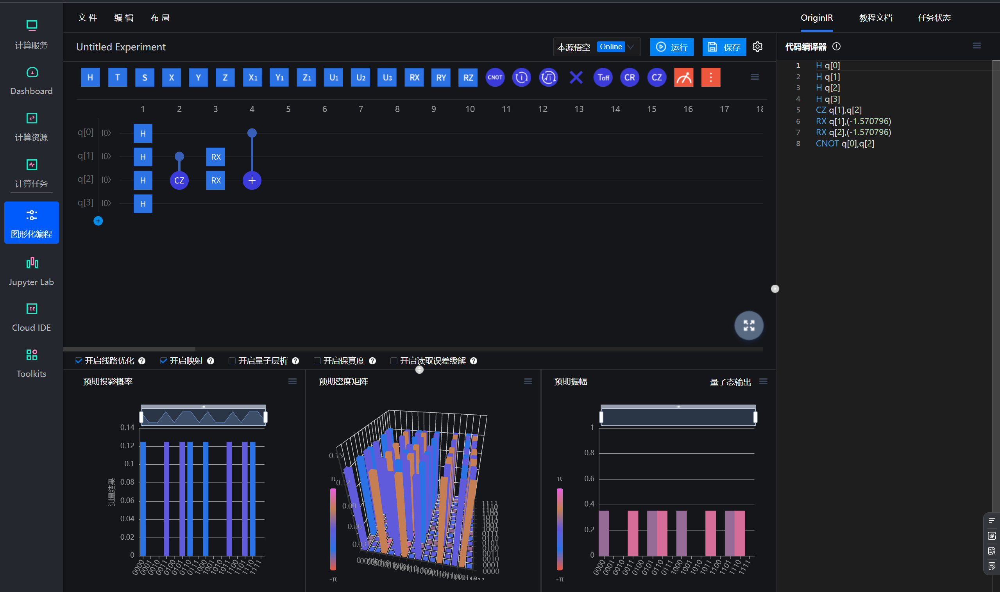 文件 编辑 布局
OriginIR 教程文档 任务状态
计算服务
Dashboard
计算资源
计算任务
图形化编程
Jupyter Lab
IDE
Cloud IDE
Toolkits
Untitled Experiment
本源悟空 Online 运行 保存
H T S X Y Z X1 Y1 Z1 U1 U2 U3 RX RY RZ CNOT i √i Toff CR CZ
1 2 3 4 5 6 7 8 9 10 11 12 13 14 15 16 17 18
q[0] |0⟩ H
q[1] |0⟩ H RX
q[2] |0⟩ H CZ RX +
q[3] |0⟩ H
+
代码编译器
1 H q[0]
2 H q[1]
3 H q[2]
4 H q[3]
5 CZ q[1],q[2]
6 RX q[1],(-1.570796)
7 RX q[2],(-1.570796)
8 CNOT q[0],q[2]
开启线路优化 ? 开启映射 ? 开启量子层析 ? 开启保真度 ? 开启读取误差缓解 ?
预期投影概率
测量结果
0.14
0.12
0.1
0.08
0.06
0.04
0.02
0
0000 0001 0010 0011 0100 0101 0110 0111 1000 1001 1010 1011 1100 1101 1110 1111
预期密度矩阵
π
-π
0.15
0.12
0.09
0.06
0.03
1111
1110
1101
1100
1011
1010
1001
1000
0111
0110
0101
0100
0011
0010
0001
0000
预期振幅 量子态输出
π
-π
1
0.8
0.6
0.4
0.2
0
0000 0001 0010 0011 0100 0101 0110 0111 1000 1001 1010 1011 1100 1101 1110 1111